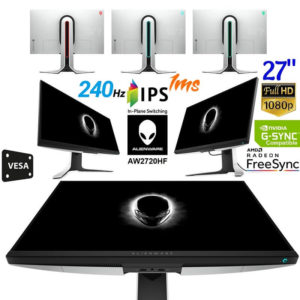 240Hz
IPS
In-Plane Switching
1ms
27"
Full HD
1080p
ALIENWARE
AW2720HF
NVIDIA
G-SYNC
Compatible
AMD
RADEON
FreeSync
VESA
ALIENWARE